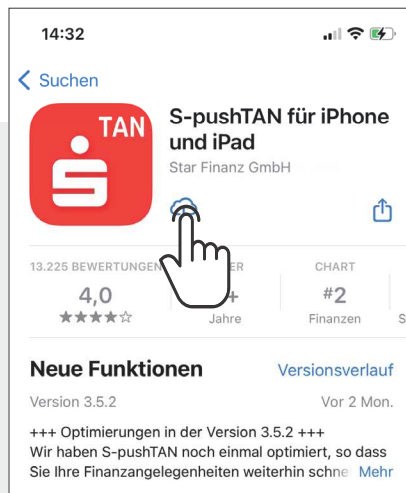 14:32
Suchen
TAN
S-pushTAN für iPhone
und iPad
Star Finanz GmbH
13.225 BEWERTUNGEN
ER
CHART
4,0
+
#2
★★★★☆
Jahre
Finanzen
S
Neue Funktionen
Versionsverlauf
Version 3.5.2
Vor 2 Mon.
+++ Optimierungen in der Version 3.5.2 +++
Wir haben S-pushTAN noch einmal optimiert, so dass
Sie Ihre Finanzangelegenheiten weiterhin schne Mehr